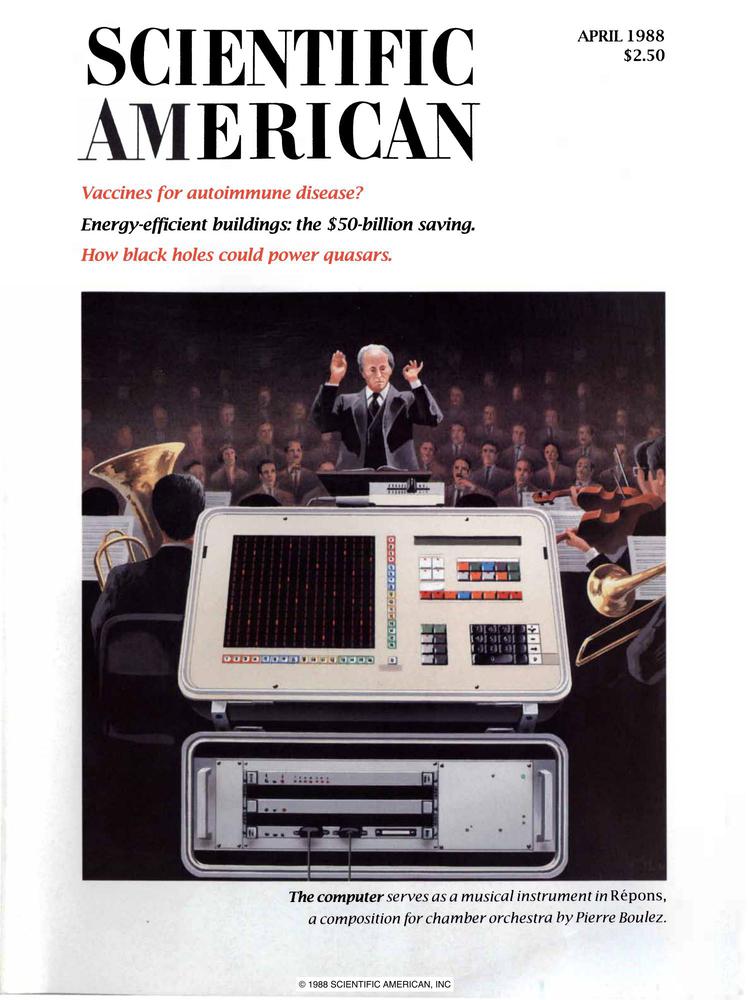 SCIENTIFIC
AMERICAN
APRIL 1988
$2.50
Vaccines for autoimmune disease?
Energy-efficient buildings: the $50-billion saving.
How black holes could power quasars.
The computer serves as a musical instrument in Répons,
a composition for chamber orchestra by Pierre Boulez.
© 1988 SCIENTIFIC AMERICAN, INC